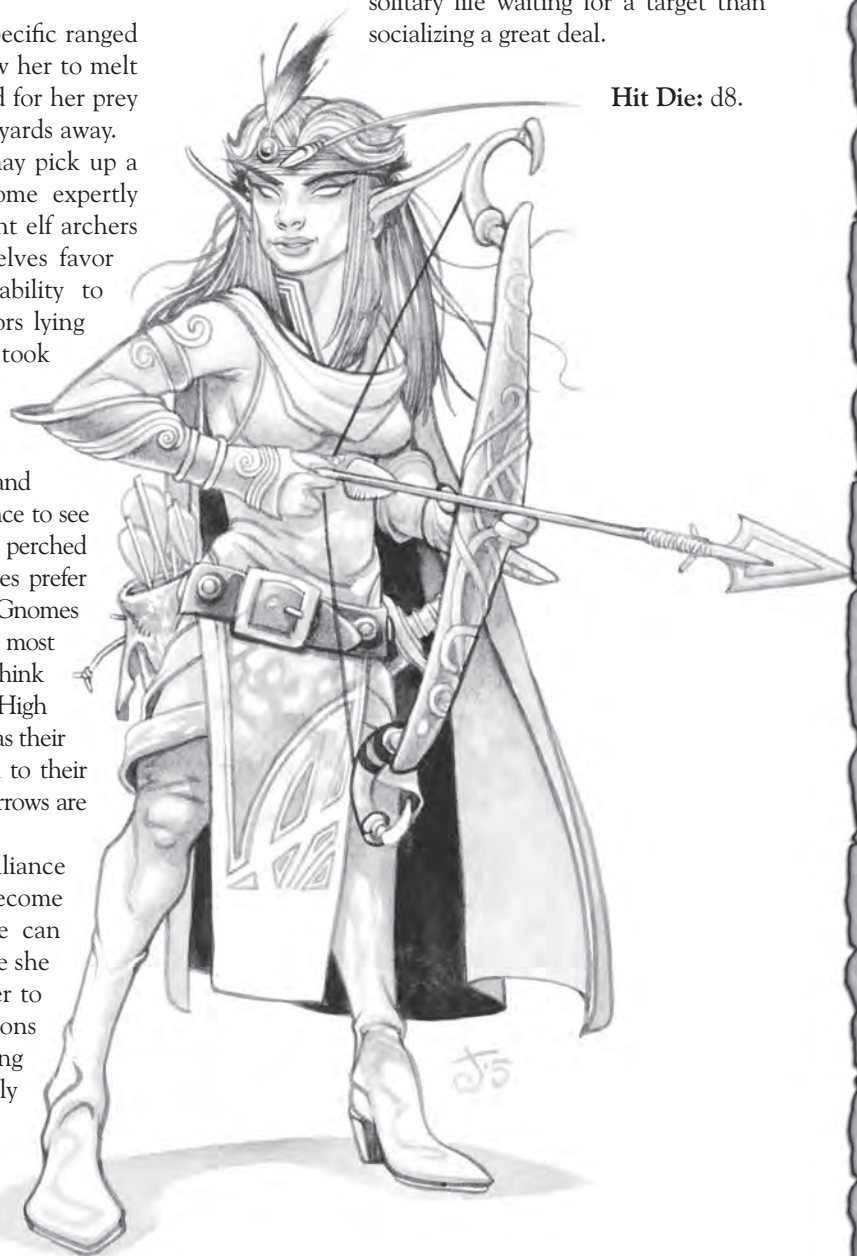 pecific ranged
w her to melt
d for her prey
yards away.
may pick up a
ome expertly
nt elf archers
elves favor
ability to
ors lying
took
and
nce to see
perched
es prefer
Gnomes
most
hink
High
as their
to their
rrows are
lliance
ecome
e can
e she
er to
ons
ng
ly
solitary life waiting for a target than
socializing a great deal.
Hit Die: d8.